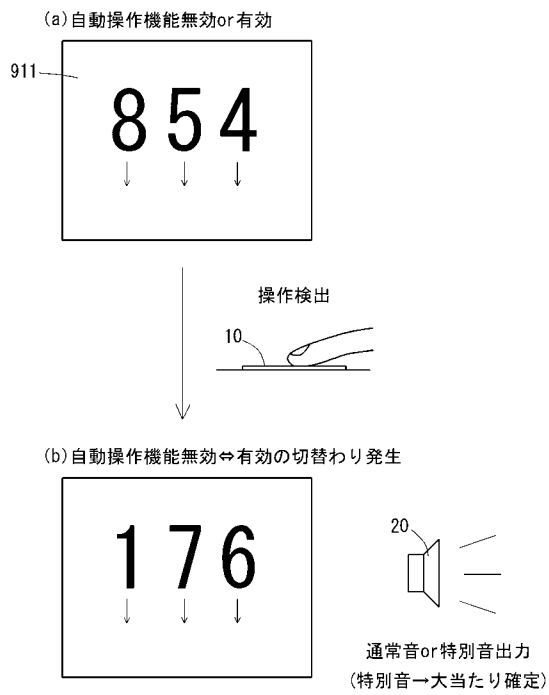 (a)自動操作機能無効or有効
911
854
操作検出
10
(b)自動操作機能無効⇔有効の切替わり発生
176
20
通常音or特別音出力
(特別音→大当たり確定)